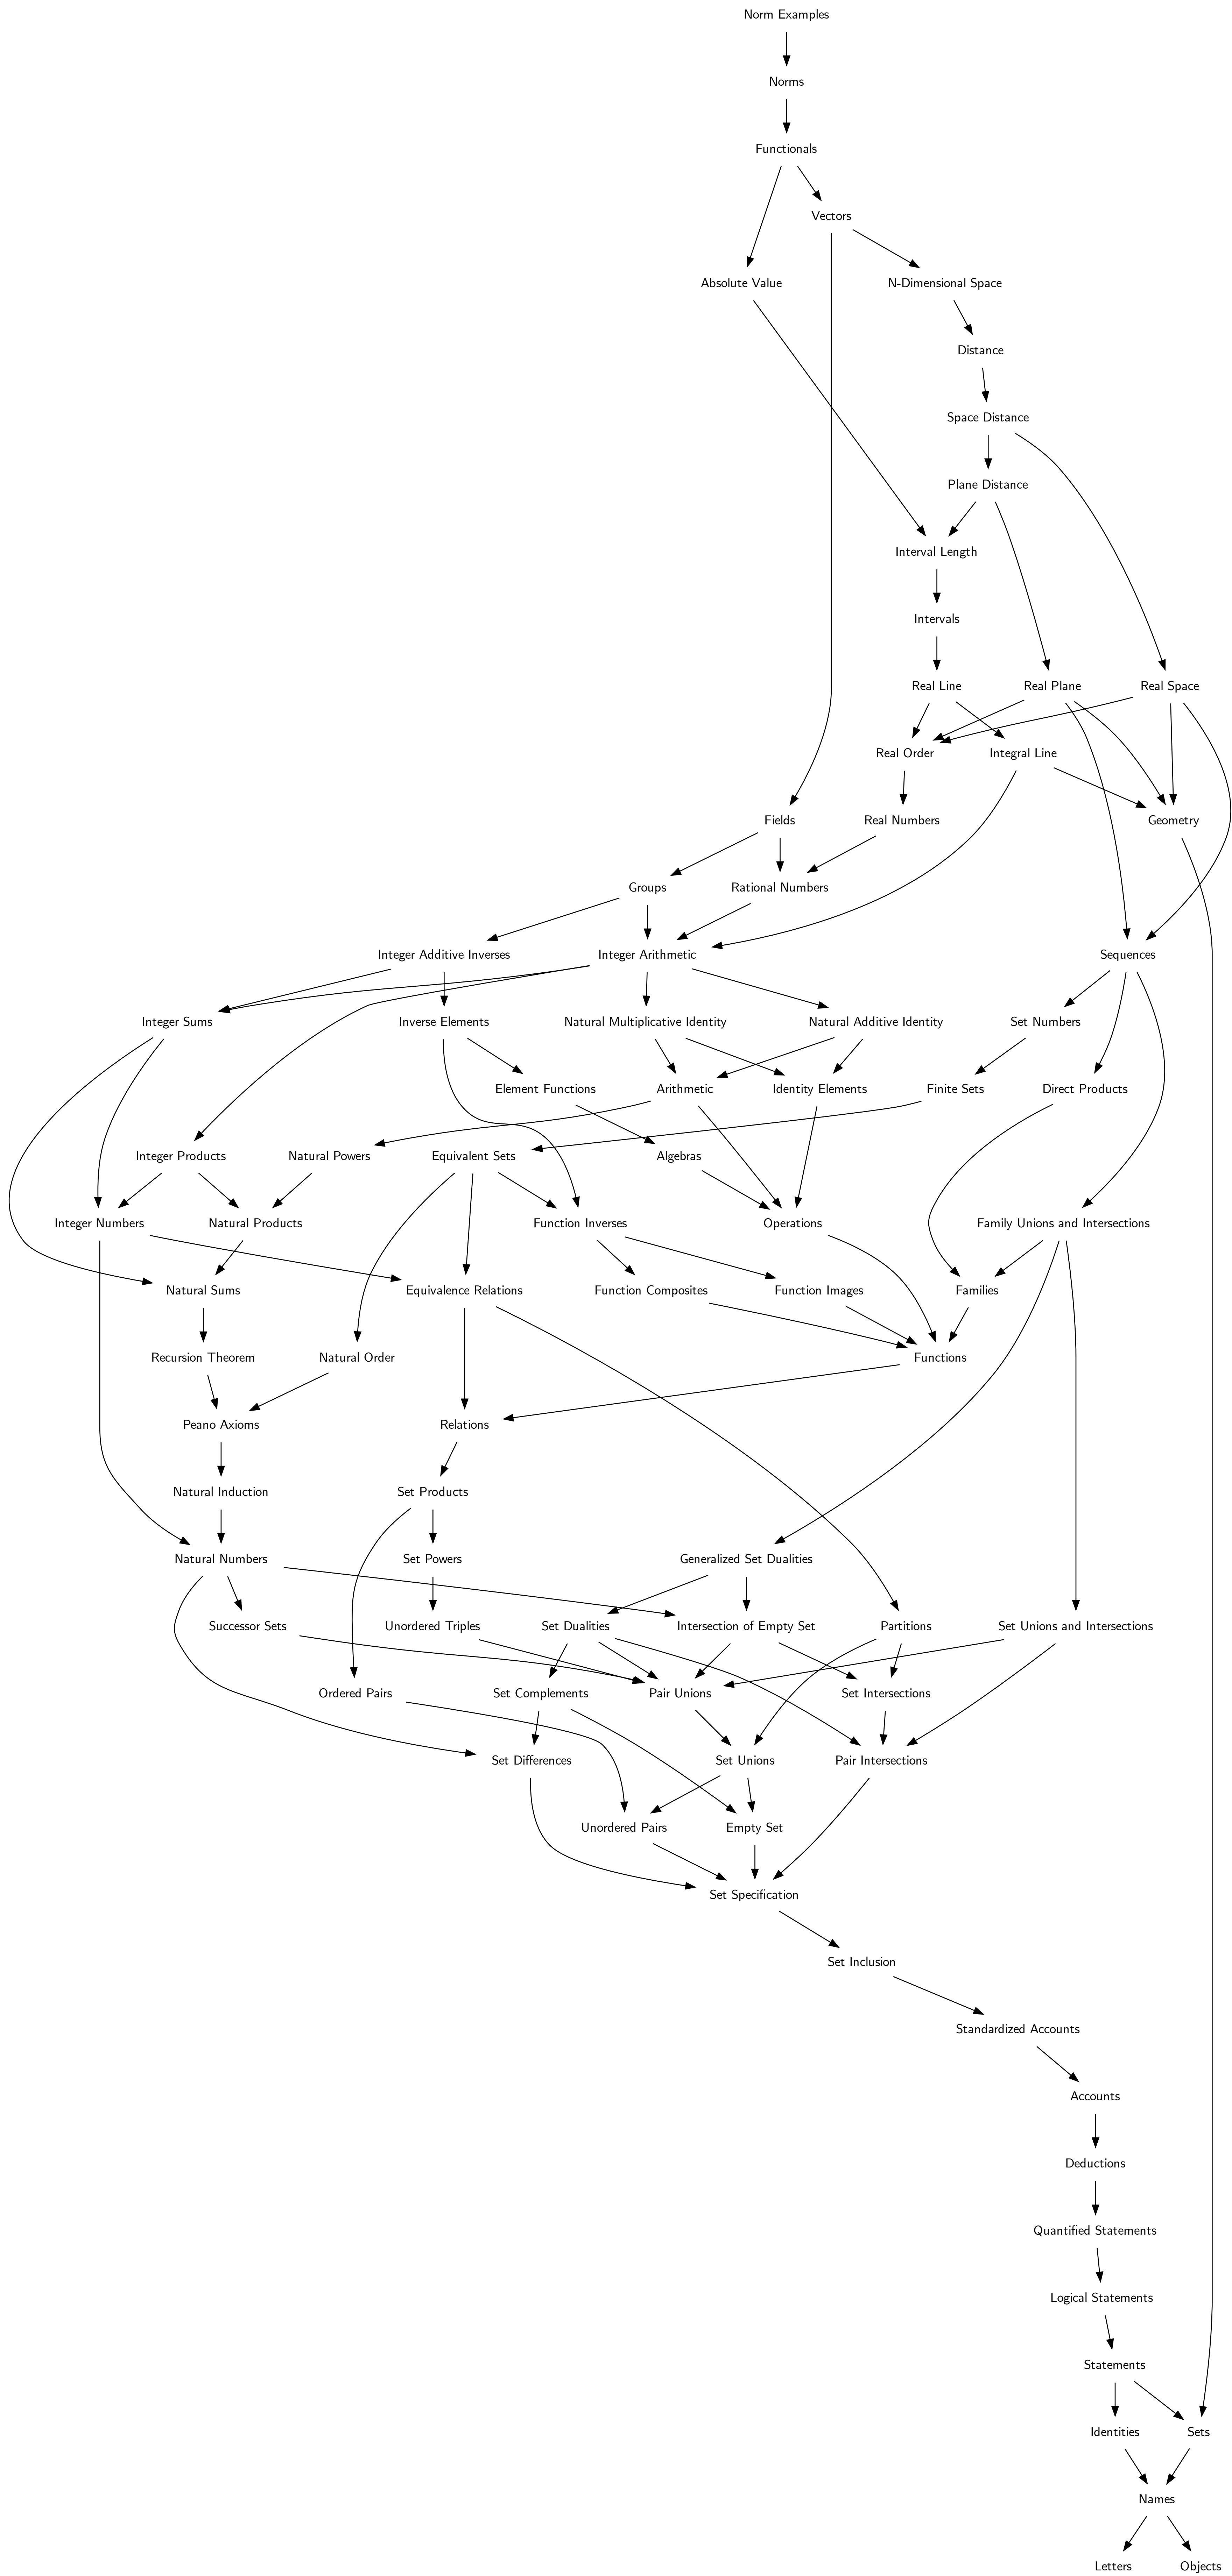 Norm Examples
Norms
Functionals
Vectors
Absolute Value
N-Dimensional Space
Distance
Space Distance
Plane Distance
Interval Length
Intervals
Real Line
Real Plane
Real Space
Real Order
Integral Line
Fields
Real Numbers
Geometry
Groups
Rational Numbers
Integer Additive Inverses
Integer Arithmetic
Sequences
Integer Sums
Inverse Elements
Natural Multiplicative Identity
Natural Additive Identity
Set Numbers
Element Functions
Arithmetic
Identity Elements
Finite Sets
Direct Products
Integer Products
Natural Powers
Equivalent Sets
Algebras
Integer Numbers
Natural Products
Function Inverses
Operations
Family Unions and Intersections
Natural Sums
Equivalence Relations
Function Composites
Function Images
Families
Recursion Theorem
Natural Order
Functions
Peano Axioms
Relations
Natural Induction
Set Products
Natural Numbers
Set Powers
Generalized Set Dualities
Successor Sets
Unordered Triples
Set Dualities
Intersection of Empty Set
Partitions
Set Unions and Intersections
Ordered Pairs
Set Complements
Pair Unions
Set Intersections
Set Differences
Set Unions
Pair Intersections
Unordered Pairs
Empty Set
Set Specification
Set Inclusion
Standardized Accounts
Accounts
Deductions
Quantified Statements
Logical Statements
Statements
Identities
Sets
Names
Letters
Objects